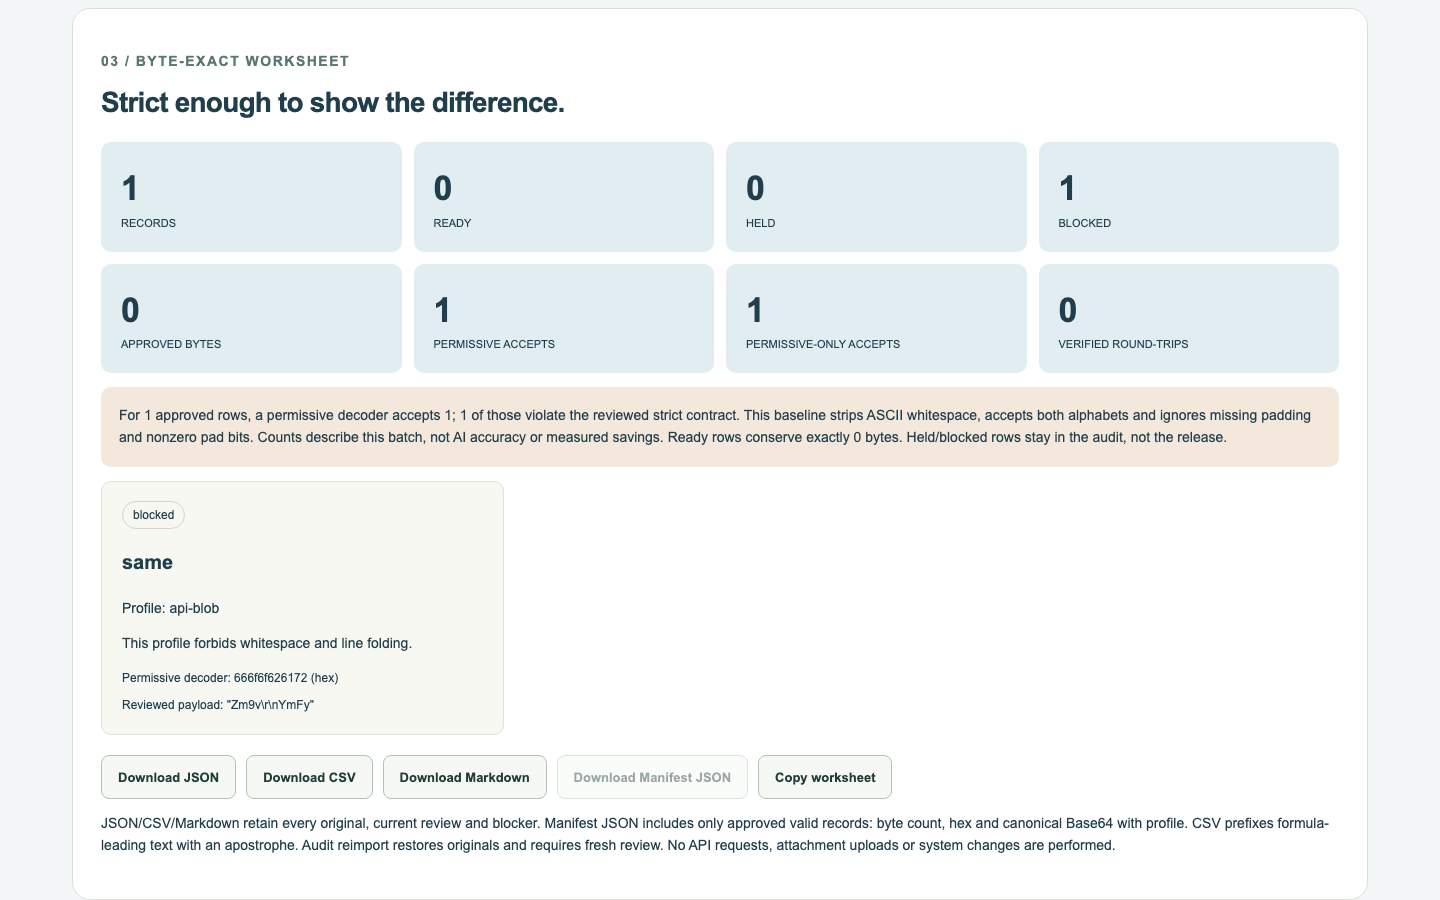 03 / BYTE-EXACT WORKSHEET
Strict enough to show the difference.
1
RECORDS
0
READY
0
HELD
1
BLOCKED
0
APPROVED BYTES
1
PERMISSIVE ACCEPTS
1
PERMISSIVE-ONLY ACCEPTS
0
VERIFIED ROUND-TRIPS
For 1 approved rows, a permissive decoder accepts 1; 1 of those violate the reviewed strict contract. This baseline strips ASCII whitespace, accepts both alphabets and ignores missing padding
and nonzero pad bits. Counts describe this batch, not AI accuracy or measured savings. Ready rows conserve exactly 0 bytes. Held/blocked rows stay in the audit, not the release.
blocked
same
Profile: api-blob
This profile forbids whitespace and line folding.
Permissive decoder: 666f6f626172 (hex)
Reviewed payload: "Zm9v\r\nYmFy"
Download JSON
Download CSV
Download Markdown
Download Manifest JSON
Copy worksheet
JSON/CSV/Markdown retain every original, current review and blocker. Manifest JSON includes only approved valid records: byte count, hex and canonical Base64 with profile. CSV prefixes formula-
leading text with an apostrophe. Audit reimport restores originals and requires fresh review. No API requests, attachment uploads or system changes are performed.